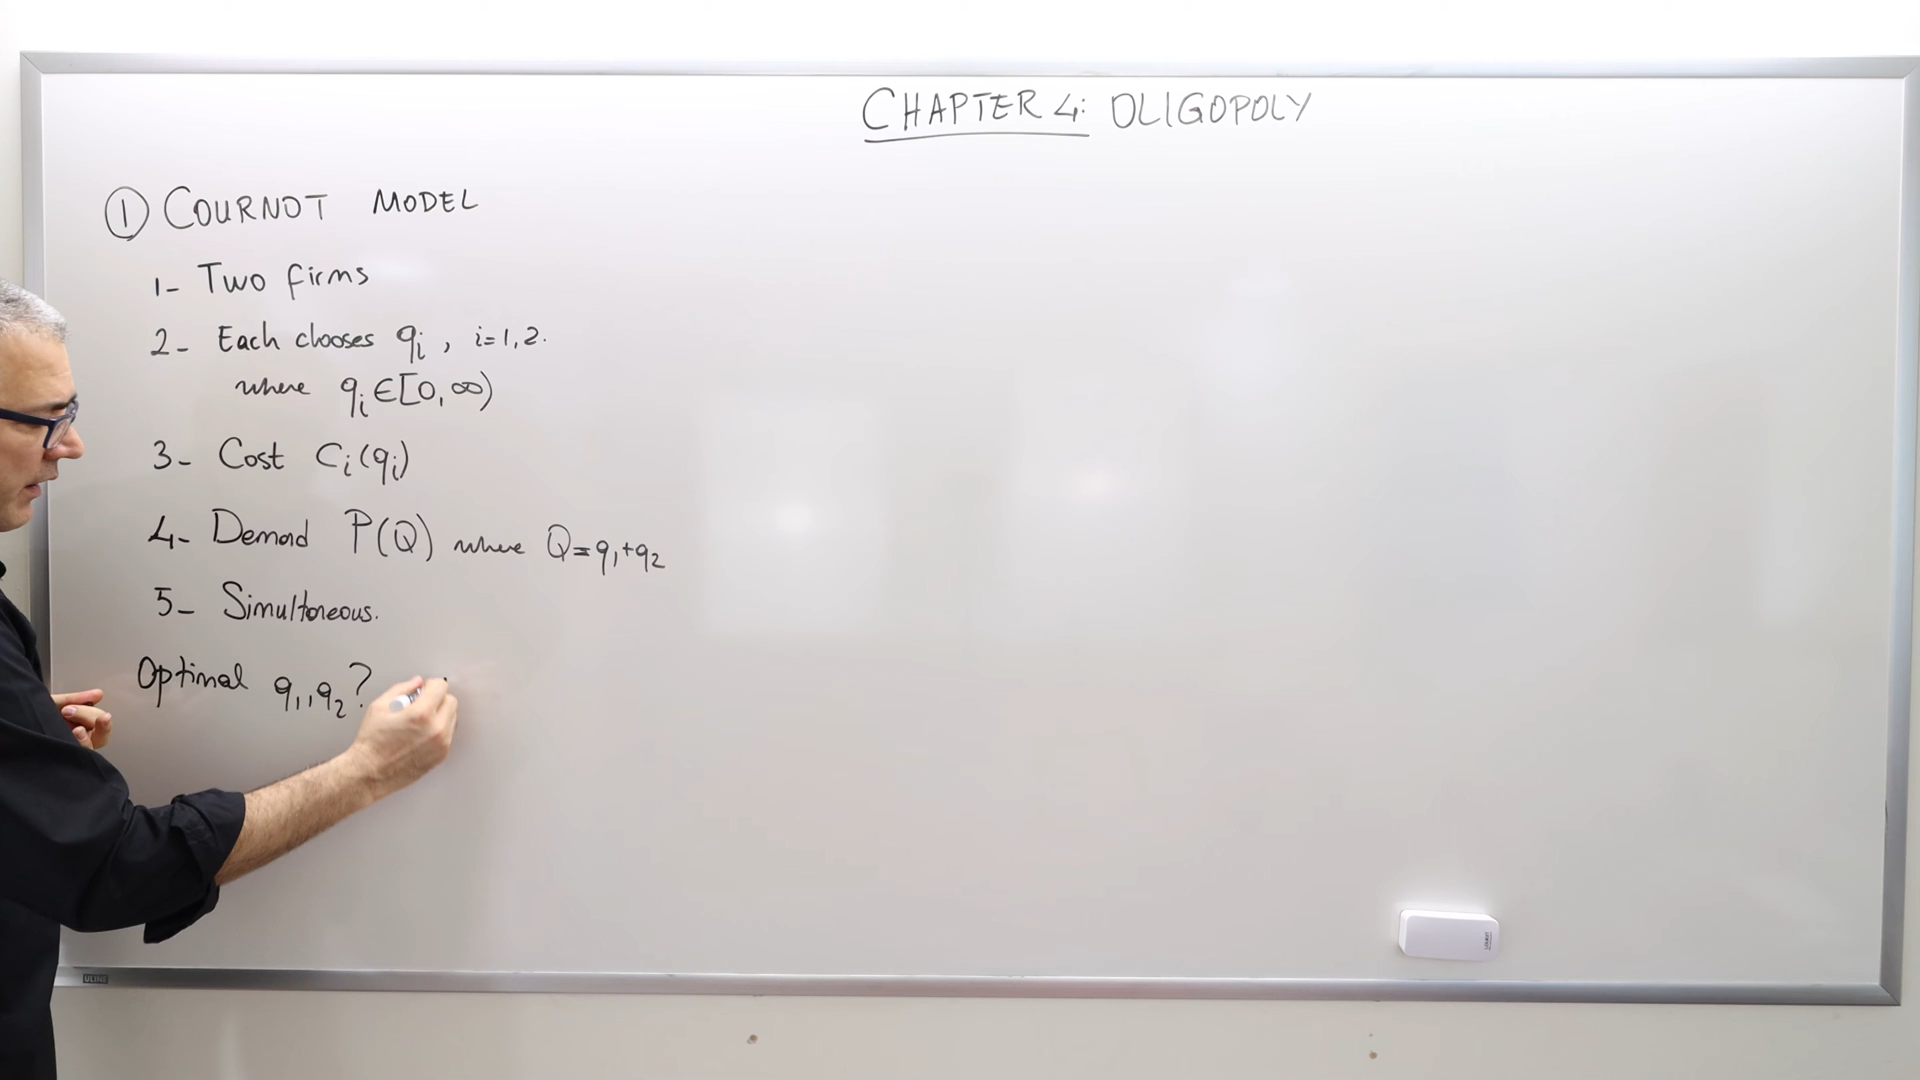 CHAPTER 4: OLIGOPOLY
① COURNOT MODEL
1- Two firms
2- Each chooses qᵢ, i=1,2.
where qᵢ∈[0,∞)
3- Cost Cᵢ(qᵢ)
4- Demand P(Q) where Q=q₁+q₂
5- Simultaneous.
Optimal q₁,q₂?
ULINE